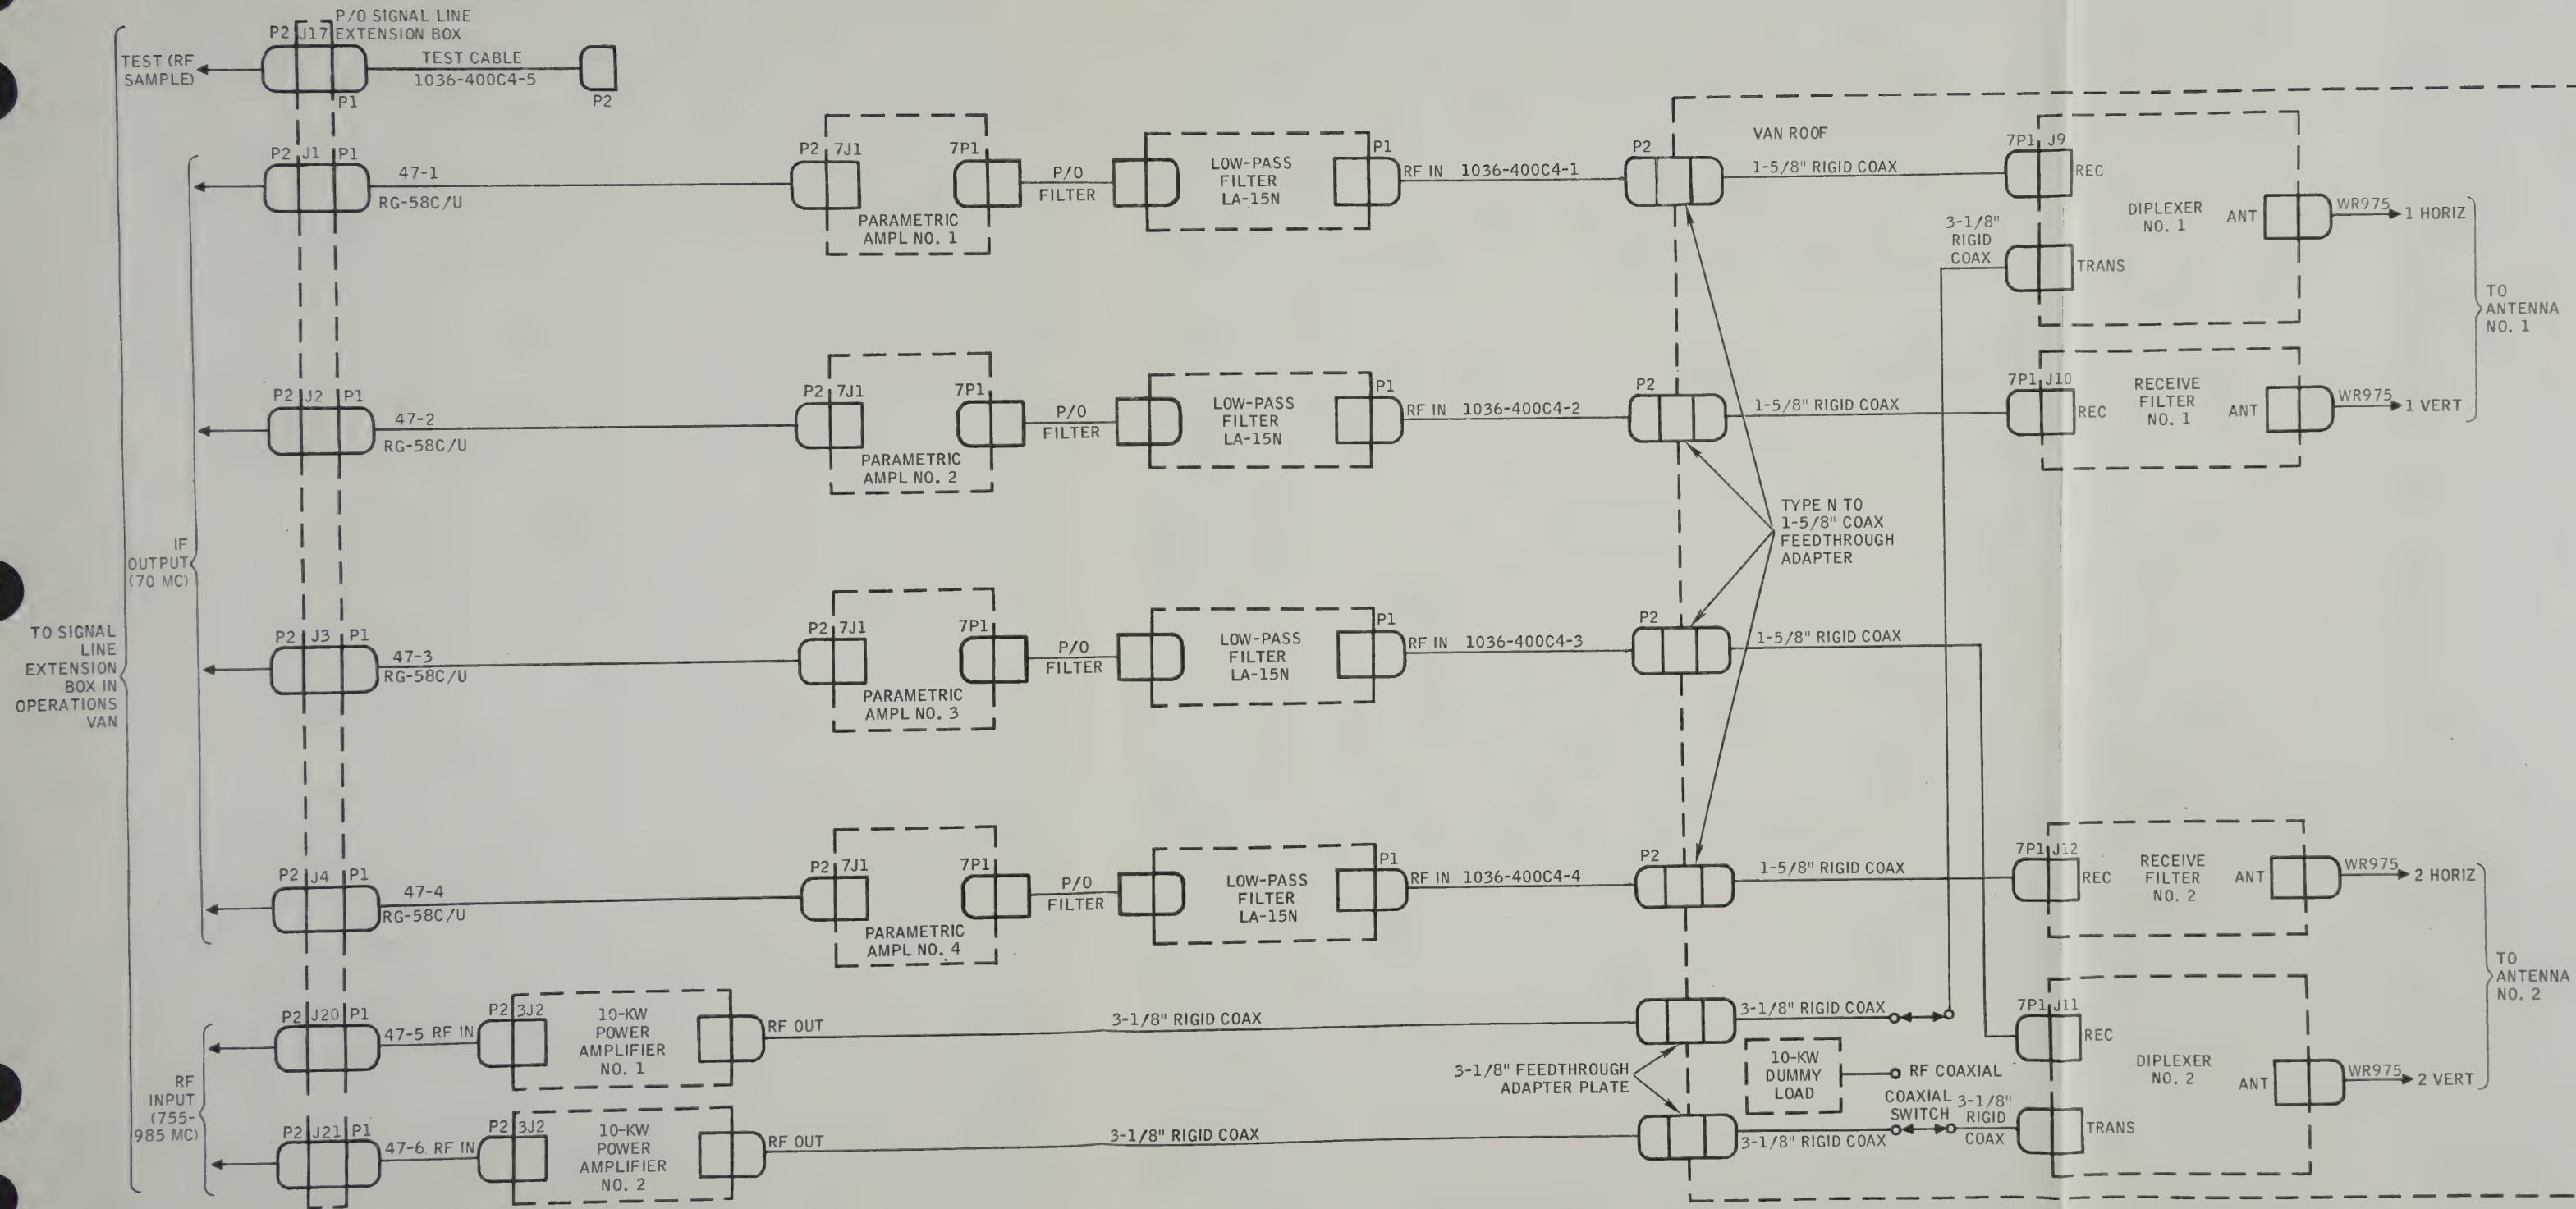 P/O SIGNAL LINE
EXTENSION BOX
P2 J17
TEST (RF
SAMPLE)
TEST CABLE
1036-400C4-5
P1
P2
P2 J1 P1
47-1
RG-58C/U
P2 7J1
PARAMETRIC
AMPL NO. 1
7P1
P/O
FILTER
LOW-PASS
FILTER
LA-15N
P1
RF IN 1036-400C4-1
P2
VAN ROOF
1-5/8" RIGID COAX
7P1 J9
REC
3-1/8"
RIGID
COAX
TRANS
DIPLEXER
NO. 1
ANT
WR975
1 HORIZ
TO
ANTENNA
NO. 1
P2 J2 P1
47-2
RG-58C/U
P2 7J1
PARAMETRIC
AMPL NO. 2
7P1
P/O
FILTER
LOW-PASS
FILTER
LA-15N
P1
RF IN 1036-400C4-2
P2
1-5/8" RIGID COAX
7P1 J10
REC
RECEIVE
FILTER
NO. 1
ANT
WR975
1 VERT
IF
OUTPUT
(70 MC)
TYPE N TO
1-5/8" COAX
FEEDTHROUGH
ADAPTER
TO SIGNAL
LINE
EXTENSION
BOX IN
OPERATIONS
VAN
P2 J3 P1
47-3
RG-58C/U
P2 7J1
PARAMETRIC
AMPL NO. 3
7P1
P/O
FILTER
LOW-PASS
FILTER
LA-15N
P1
RF IN 1036-400C4-3
P2
1-5/8" RIGID COAX
P2 J4 P1
47-4
RG-58C/U
P2 7J1
PARAMETRIC
AMPL NO. 4
7P1
P/O
FILTER
LOW-PASS
FILTER
LA-15N
P1
RF IN 1036-400C4-4
P2
1-5/8" RIGID COAX
7P1 J12
REC
RECEIVE
FILTER
NO. 2
ANT
WR975
2 HORIZ
TO
ANTENNA
NO. 2
RF
INPUT
(755-
985 MC)
P2 J20 P1
47-5 RF IN
P2 3J2
10-KW
POWER
AMPLIFIER
NO. 1
RF OUT
3-1/8" RIGID COAX
3-1/8" RIGID COAX
7P1 J11
REC
3-1/8" FEEDTHROUGH
ADAPTER PLATE
10-KW
DUMMY
LOAD
RF COAXIAL
COAXIAL
SWITCH
3-1/8"
RIGID
COAX
DIPLEXER
NO. 2
ANT
WR975
2 VERT
P2 J21 P1
47-6 RF IN
P2 3J2
10-KW
POWER
AMPLIFIER
NO. 2
RF OUT
3-1/8" RIGID COAX
3-1/8" RIGID COAX
TRANS